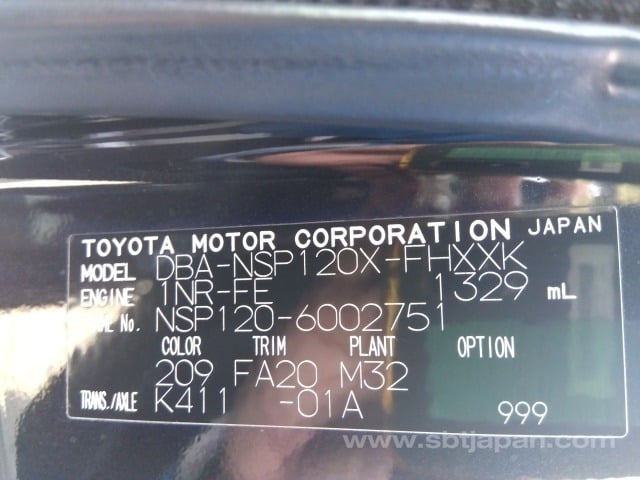 TOYOTA MOTOR CORPORATION JAPAN
MODEL DBA-NSP120X-FHXXK
ENGINE 1NR-FE 1329 mL
No. NSP120-6002751
COLOR TRIM PLANT OPTION
209 FA20 M32
TRANS./AXLE K411 -01A 999
www.sbtjapan.com